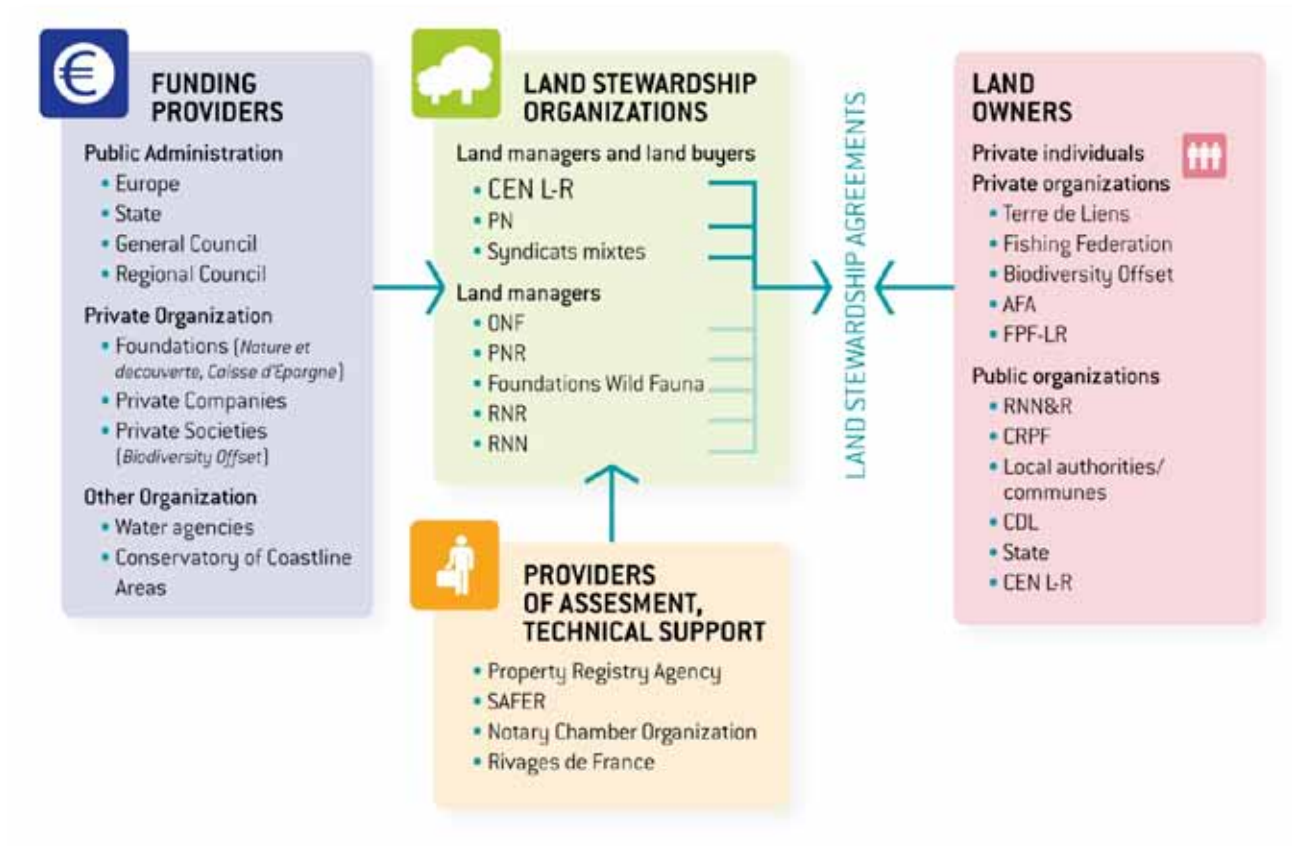 FUNDING
PROVIDERS
Public Administration
• Europe
• State
• General Council
• Regional Council
Private Organization
• Foundations (Nature et
decouverte, Caisse d'Epargne)
• Private Companies
• Private Societies
(Biodiversity Offset)
Other Organization
• Water agencies
• Conservatory of Coastline
Areas
LAND STEWARDSHIP
ORGANIZATIONS
Land managers and land buyers
• CEN L-R
• PN
• Syndicats mixtes
Land managers
• ONF
• PNR
• Foundations Wild Fauna
• RNR
• RNN
PROVIDERS
OF ASSESMENT,
TECHNICAL SUPPORT
• Property Registry Agency
• SAFER
• Notary Chamber Organization
• Rivages de France
LAND STEWARDSHIP AGREEMENTS
LAND
OWNERS
Private individuals
Private organizations
• Terre de Liens
• Fishing Federation
• Biodiversity Offset
• AFA
• FPF-LR
Public organizations
• RNN&R
• CRPF
• Local authorities/
communes
• CDL
• State
• CEN L-R